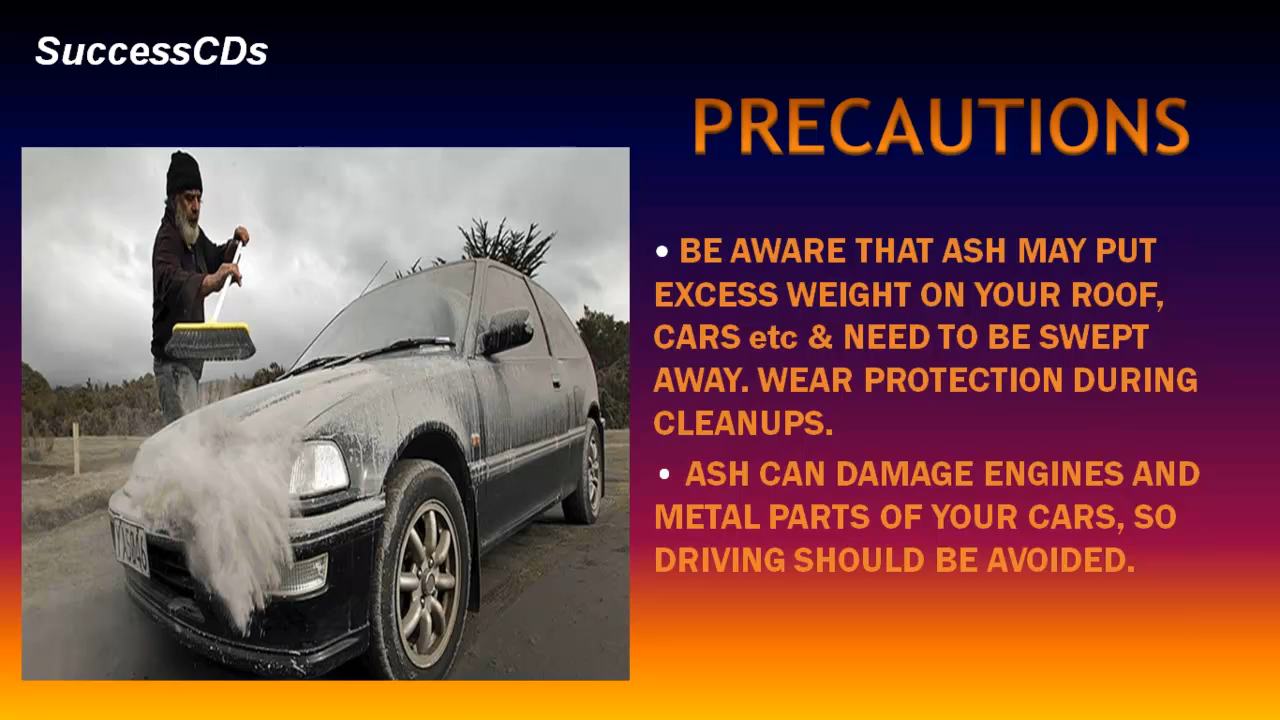 SuccessCDs
PRECAUTIONS
• BE AWARE THAT ASH MAY PUT
EXCESS WEIGHT ON YOUR ROOF,
CARS etc & NEED TO BE SWEPT
AWAY. WEAR PROTECTION DURING
CLEANUPS.
• ASH CAN DAMAGE ENGINES AND
METAL PARTS OF YOUR CARS, SO
DRIVING SHOULD BE AVOIDED.